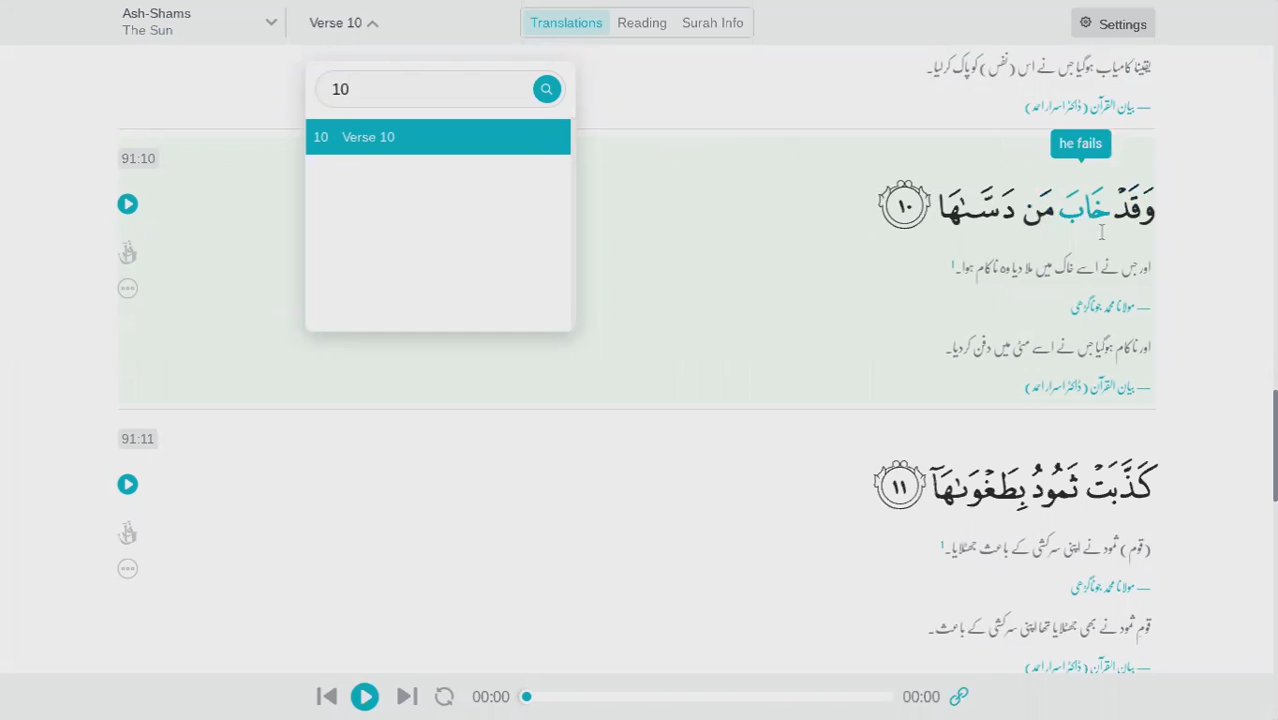 Ash-Shams
The Sun
Verse 10
Translations
Reading
Surah Info
Settings
10
10 Verse 10
یقینا کامیاب ہوگیا جس نے اس (نفس) کو پاک کرلیا۔
— بیان القرآن (ڈاکٹر اسرار احمد)
he fails
91:10
وَقَدْ خَابَ مَن دَسَّىٰهَا ١٠
اور جس نے اسے خاک میں ملا دیا وه ناکام ہوا۔1
— مولانا محمد جوناگڑھی
اور ناکام ہوگیا جس نے اسے مٹی میں دفن کردیا۔
— بیان القرآن (ڈاکٹر اسرار احمد)
91:11
كَذَّبَتْ ثَمُودُ بِطَغْوَىٰهَآ ١١
(قوم) ﺛمود نے اپنی سرکشی کے باعﺚ جھٹلایا۔1
— مولانا محمد جوناگڑھی
قومِ ثمود نے بھی جھٹلایا تھا اپنی سرکشی کے باعث۔
— بیان القرآن (ڈاکٹر اسرار احمد)
00:00
00:00